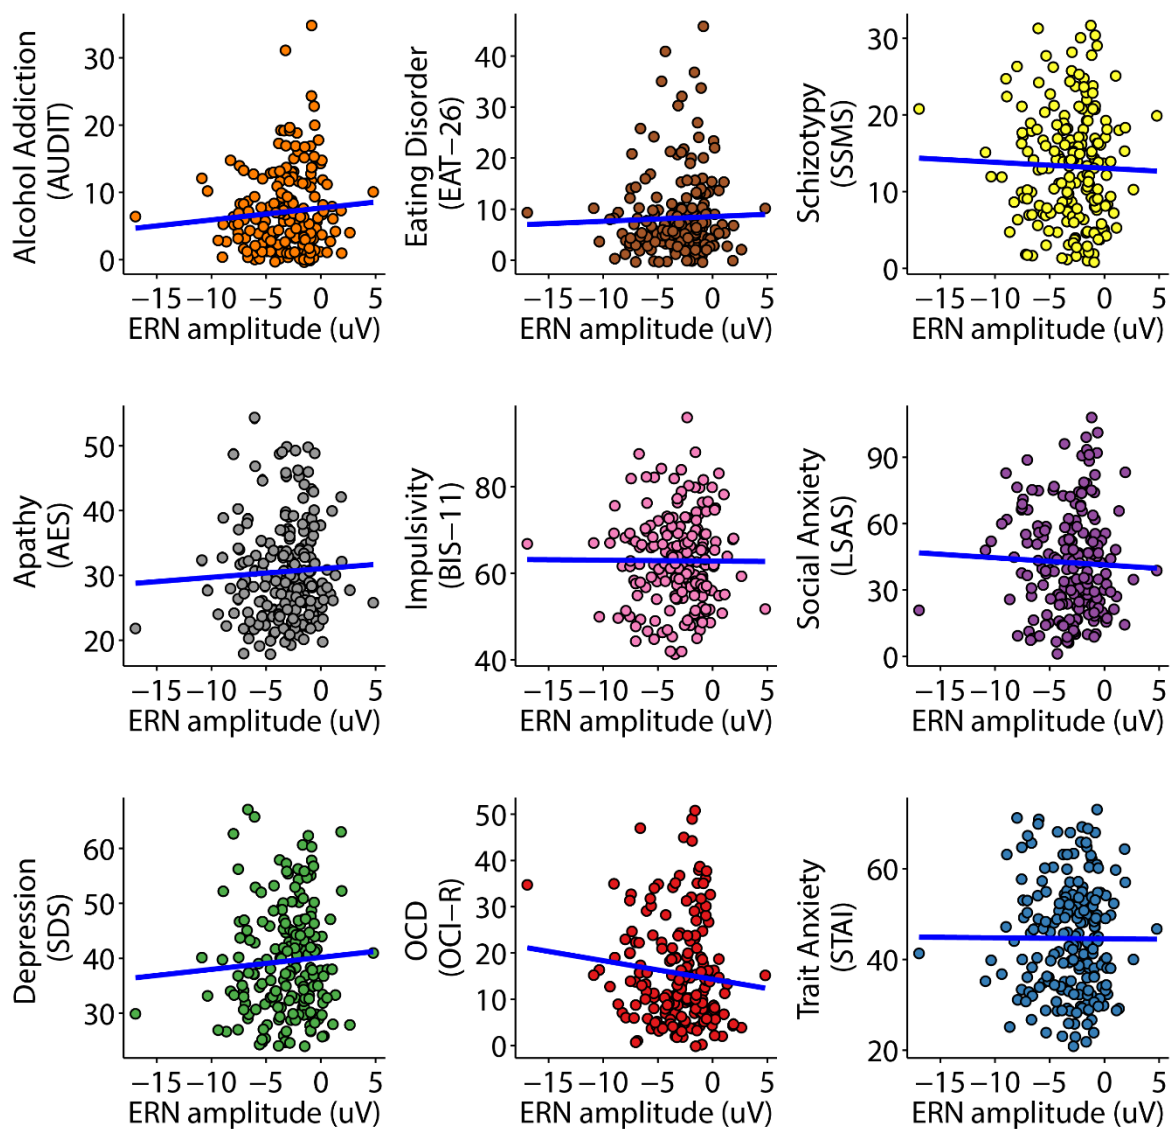 Alcohol Addiction
(AUDIT)
30
20
10
0
−15 −10 −5 0 5
ERN amplitude (uV)
Eating Disorder
(EAT−26)
40
30
20
10
0
−15 −10 −5 0 5
ERN amplitude (uV)
Schizotypy
(SSMS)
30
20
10
0
−15 −10 −5 0 5
ERN amplitude (uV)
Apathy
(AES)
50
40
30
20
−15 −10 −5 0 5
ERN amplitude (uV)
Impulsivity
(BIS−11)
80
60
40
−15 −10 −5 0 5
ERN amplitude (uV)
Social Anxiety
(LSAS)
90
60
30
0
−15 −10 −5 0 5
ERN amplitude (uV)
Depression
(SDS)
60
50
40
30
−15 −10 −5 0 5
ERN amplitude (uV)
OCD
(OCI−R)
50
40
30
20
10
0
−15 −10 −5 0 5
ERN amplitude (uV)
Trait Anxiety
(STAI)
60
40
20
−15 −10 −5 0 5
ERN amplitude (uV)